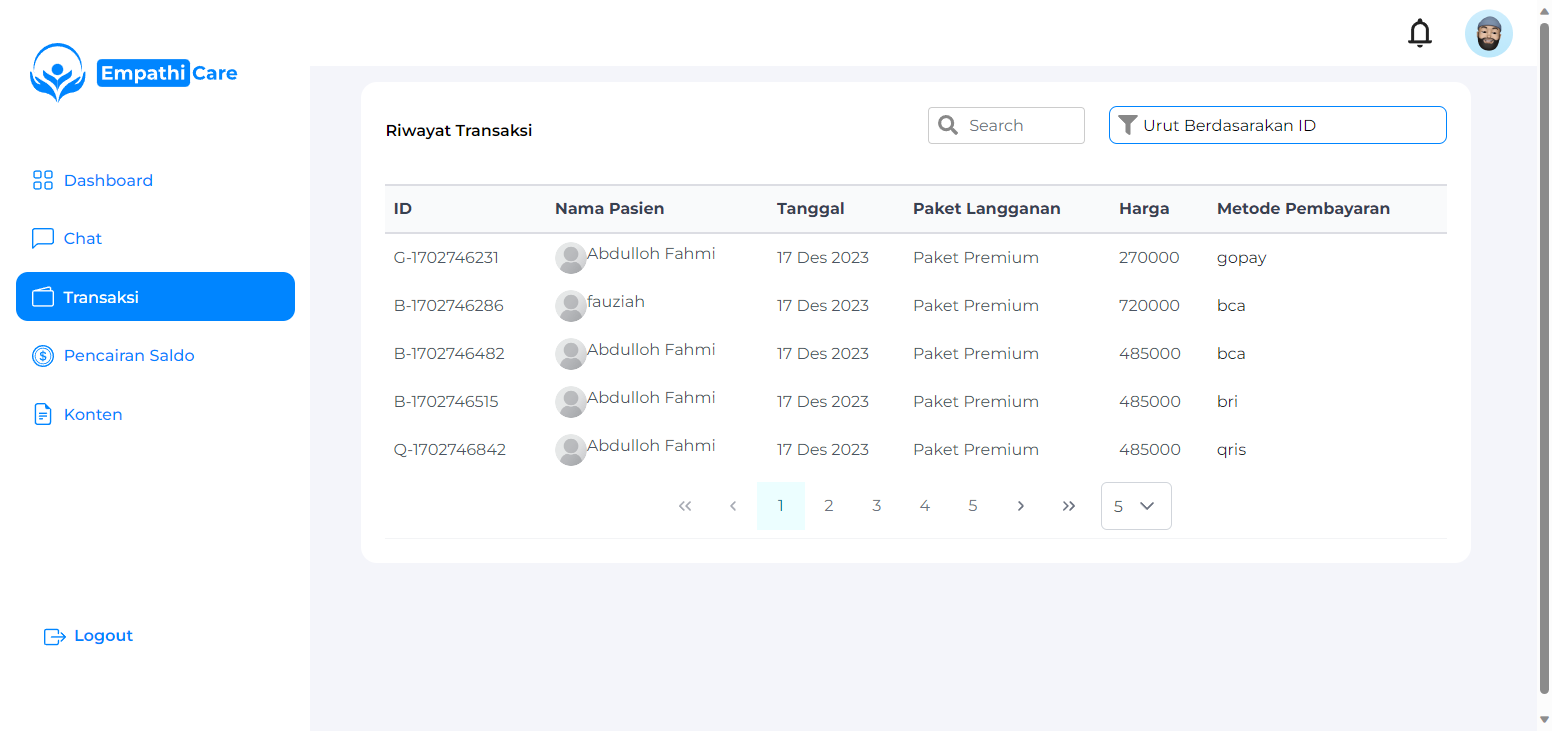 Empathi Care
Dashboard
Chat
Transaksi
Pencairan Saldo
Konten
Logout
Riwayat Transaksi
Search
Urut Berdasarakan ID
ID Nama Pasien Tanggal Paket Langganan Harga Metode Pembayaran
G-1702746231 Abdulloh Fahmi 17 Des 2023 Paket Premium 270000 gopay
B-1702746286 fauziah 17 Des 2023 Paket Premium 720000 bca
B-1702746482 Abdulloh Fahmi 17 Des 2023 Paket Premium 485000 bca
B-1702746515 Abdulloh Fahmi 17 Des 2023 Paket Premium 485000 bri
Q-1702746842 Abdulloh Fahmi 17 Des 2023 Paket Premium 485000 qris
« ‹ 1 2 3 4 5 › » 5